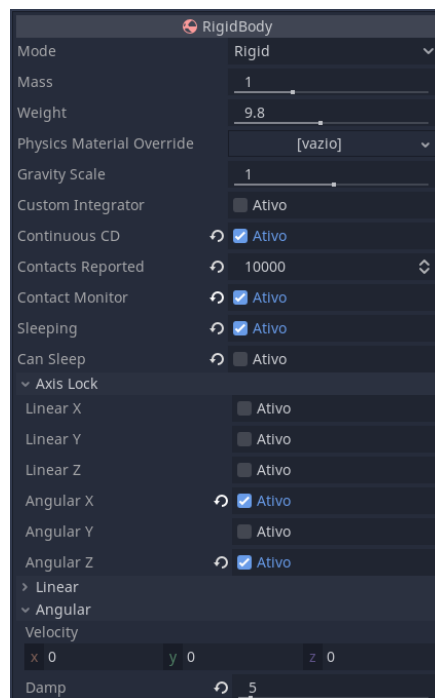 RigidBody
Mode Rigid
Mass 1
Weight 9.8
Physics Material Override [vazio]
Gravity Scale 1
Custom Integrator Ativo
Continuous CD Ativo
Contacts Reported 10000
Contact Monitor Ativo
Sleeping Ativo
Can Sleep Ativo
Axis Lock
Linear X Ativo
Linear Y Ativo
Linear Z Ativo
Angular X Ativo
Angular Y Ativo
Angular Z Ativo
Linear
Angular
Velocity
x 0 y 0 z 0
Damp 5